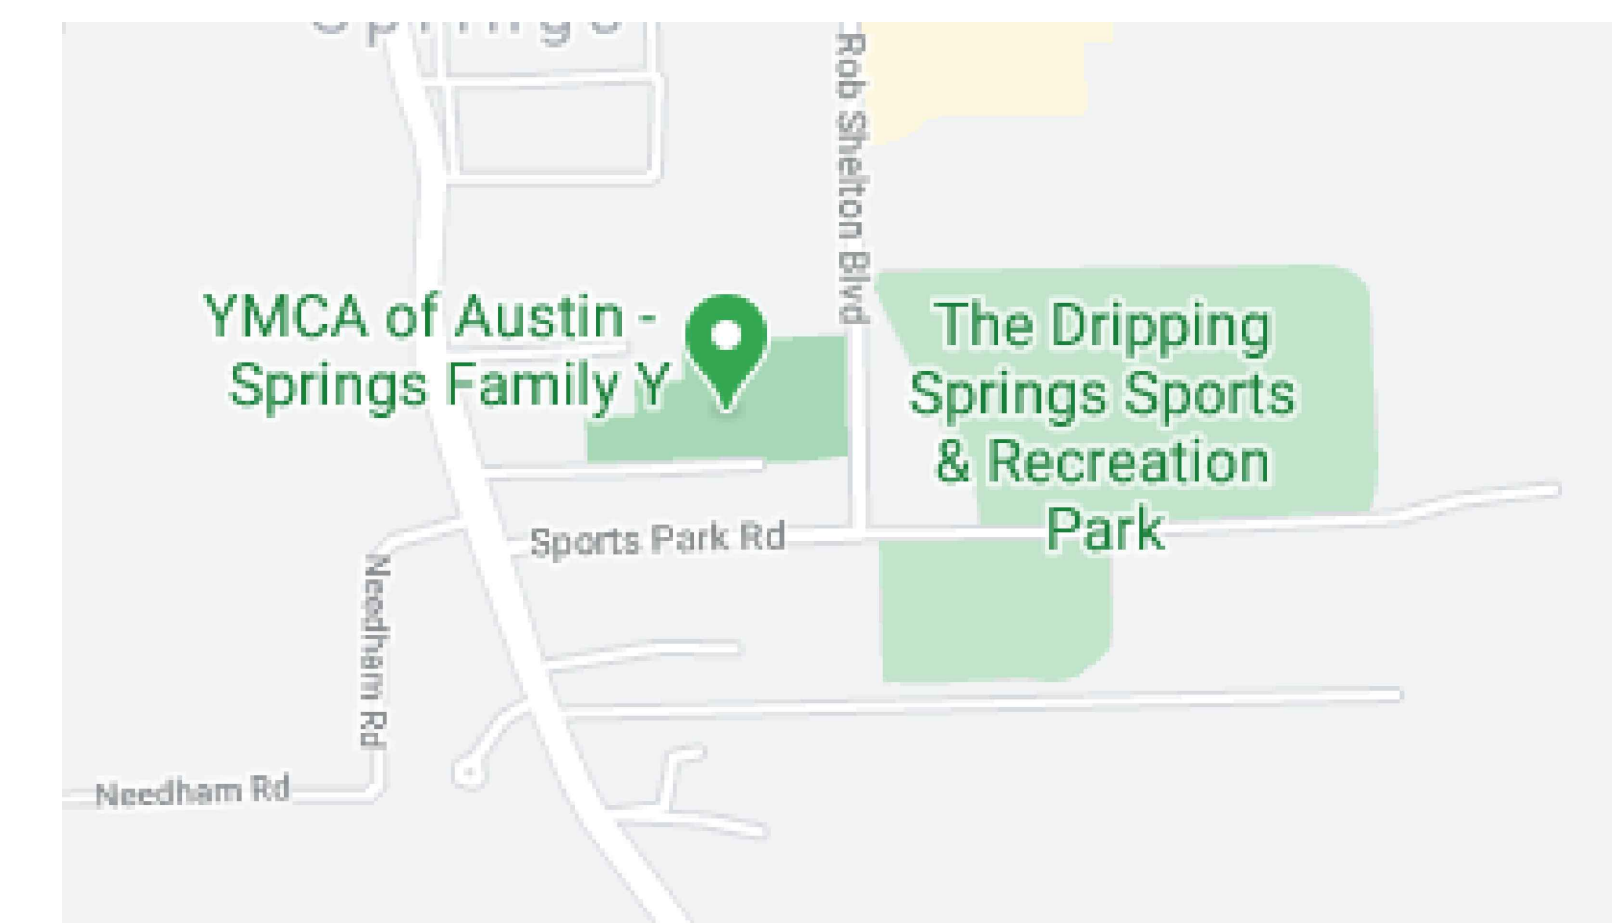 Springs
Rob Shelton Blvd
YMCA of Austin -
Springs Family Y
The Dripping
Springs Sports
& Recreation
Park
Sports Park Rd
Needham Rd
Needham Rd